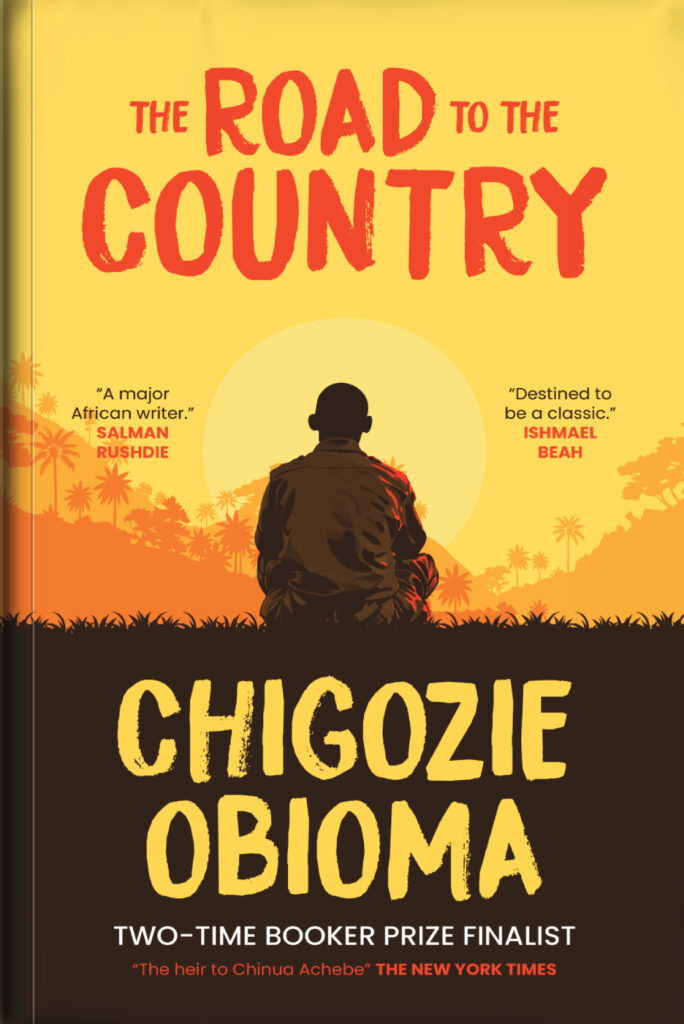 THE ROAD TO THE
COUNTRY
“A major
African writer.”
SALMAN
RUSHDIE
“Destined to
be a classic.”
ISHMAEL
BEAH
CHIGOZIE
OBIOMA
TWO-TIME BOOKER PRIZE FINALIST
“The heir to Chinua Achebe” THE NEW YORK TIMES